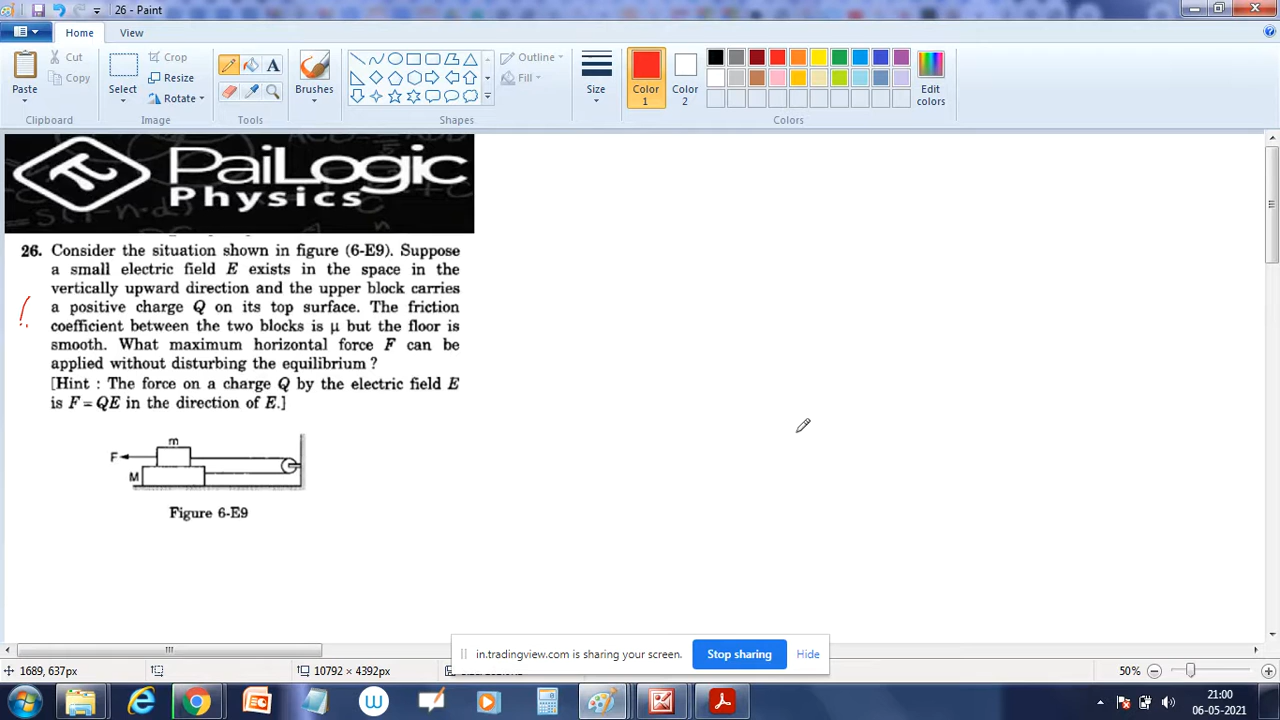 26 - Paint
Home
View
Paste
Cut
Copy
Clipboard
Select
Crop
Resize
Rotate
Image
A
Tools
Brushes
Outline
Fill
Shapes
Size
Color 1
Color 2
Edit colors
Colors
π PaiLogic
Physics
26. Consider the situation shown in figure (6-E9). Suppose
a small electric field E exists in the space in the
vertically upward direction and the upper block carries
a positive charge Q on its top surface. The friction
coefficient between the two blocks is μ but the floor is
smooth. What maximum horizontal force F can be
applied without disturbing the equilibrium ?
[Hint : The force on a charge Q by the electric field E
is F = QE in the direction of E.]
m
F
M
Figure 6-E9
in.tradingview.com is sharing your screen.
Stop sharing
Hide
1689, 637px
10792 × 4392px
50%
21:00
06-05-2021